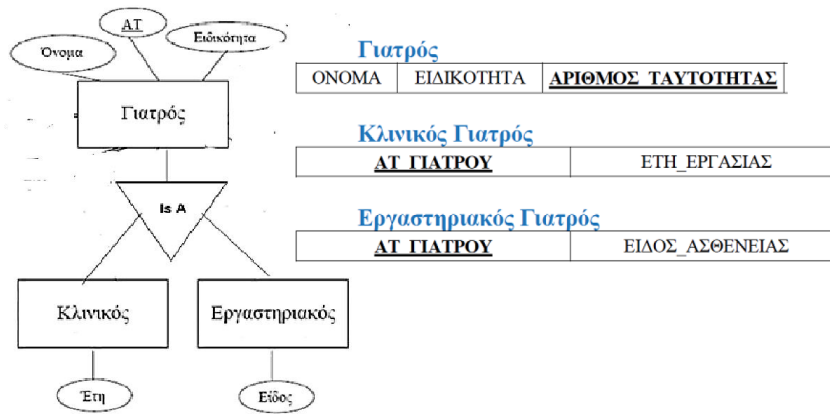 ΑΤ
Όνομα
Ειδικότητα
Γιατρός
Is A
Κλινικός
Εργαστηριακός
Έτη
Είδος
Γιατρός
ΟΝΟΜΑ ΕΙΔΙΚΟΤΗΤΑ ΑΡΙΘΜΟΣ_ΤΑΥΤΟΤΗΤΑΣ
Κλινικός Γιατρός
ΑΤ_ΓΙΑΤΡΟΥ ΕΤΗ_ΕΡΓΑΣΙΑΣ
Εργαστηριακός Γιατρός
ΑΤ_ΓΙΑΤΡΟΥ ΕΙΔΟΣ_ΑΣΘΕΝΕΙΑΣ